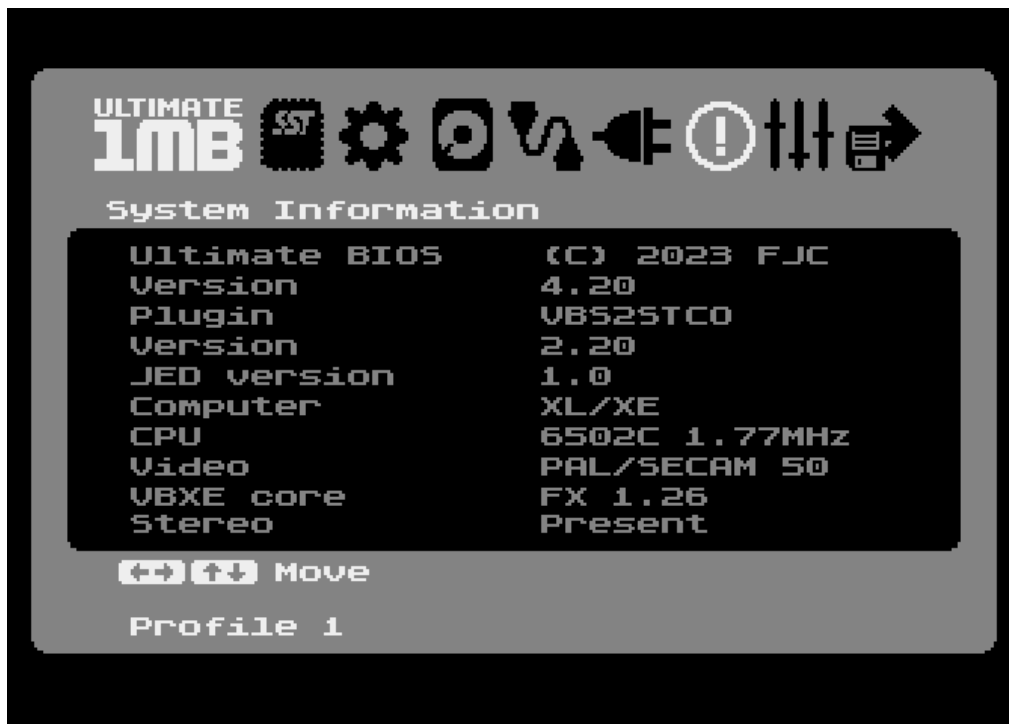 ULTIMATE
1MB
SST
System Information
Ultimate BIOS (C) 2023 FJC
Version 4.20
Plugin VBS2STCO
Version 2.20
JED version 1.0
Computer XL/XE
CPU 6502C 1.77MHz
Video PAL/SECAM 50
VBXE core FX 1.26
Stereo Present
←→ ↑↓ Move
Profile 1